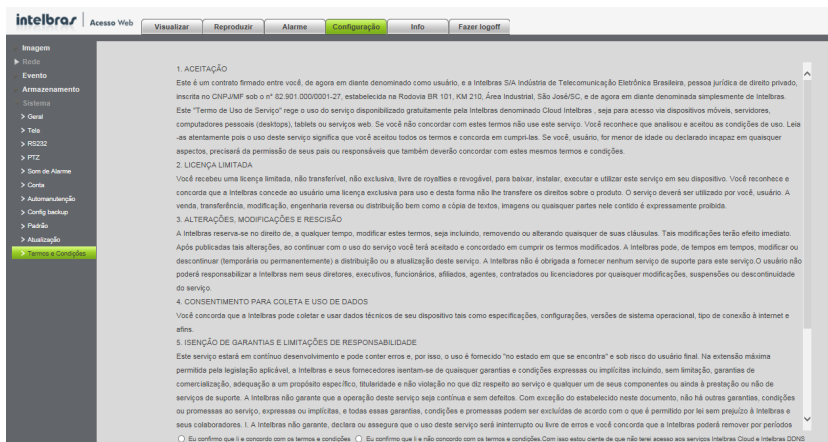 intelbras Acesso Web
Visualizar Reproduzir Alarme Configuração Info Fazer logoff
Imagem
Rede
Evento
Armazenamento
Sistema
> Geral
> Tela
> RS232
> PTZ
> Som de Alarme
> Conta
> Automanutenção
> Config backup
> Padrão
> Atualização
> Termos e Condições
1. ACEITAÇÃO
Este é um contrato firmado entre você, de agora em diante denominado como usuário, e a Intelbras S/A Indústria de Telecomunicação Eletrônica Brasileira, pessoa jurídica de direito privado,
inscrita no CNPJ/MF sob o nº 82.901.000/0001-27, estabelecida na Rodovia BR 101, KM 210, Área Industrial, São José/SC, e de agora em diante denominada simplesmente de Intelbras.
Este "Termo de Uso de Serviço" rege o uso do serviço disponibilizado gratuitamente pela Intelbras denominado Cloud Intelbras , seja para acesso via dispositivos móveis, servidores,
computadores pessoais (desktops), tablets ou serviços web. Se você não concordar com estes termos não use este serviço. Você reconhece que analisou e aceitou as condições de uso. Leia
-as atentamente pois o uso deste serviço significa que você aceitou todos os termos e concorda em cumpri-las. Se você, usuário, for menor de idade ou declarado incapaz em quaisquer
aspectos, precisará da permissão de seus pais ou responsáveis que também deverão concordar com estes mesmos termos e condições.
2. LICENÇA LIMITADA
Você recebeu uma licença limitada, não transferível, não exclusiva, livre de royalties e revogável, para baixar, instalar, executar e utilizar este serviço em seu dispositivo. Você reconhece e
concorda que a Intelbras concede ao usuário uma licença exclusiva para uso e desta forma não lhe transfere os direitos sobre o produto. O serviço deverá ser utilizado por você, usuário. A
venda, transferência, modificação, engenharia reversa ou distribuição bem como a cópia de textos, imagens ou quaisquer partes nele contido é expressamente proibida.
3. ALTERAÇÕES, MODIFICAÇÕES E RESCISÃO
A Intelbras reserva-se no direito de, a qualquer tempo, modificar estes termos, seja incluindo, removendo ou alterando quaisquer de suas cláusulas. Tais modificações terão efeito imediato.
Após publicadas tais alterações, ao continuar com o uso do serviço você terá aceitado e concordado em cumprir os termos modificados. A Intelbras pode, de tempos em tempos, modificar ou
descontinuar (temporária ou permanentemente) a distribuição ou a atualização deste serviço. A Intelbras não é obrigada a fornecer nenhum serviço de suporte para este serviço.O usuário não
poderá responsabilizar a Intelbras nem seus diretores, executivos, funcionários, afiliados, agentes, contratados ou licenciadores por quaisquer modificações, suspensões ou descontinuidade
do serviço.
4. CONSENTIMENTO PARA COLETA E USO DE DADOS
Você concorda que a Intelbras pode coletar e usar dados técnicos de seu dispositivo tais como especificações, configurações, versões de sistema operacional, tipo de conexão à internet e
afins.
5. ISENÇÃO DE GARANTIAS E LIMITAÇÕES DE RESPONSABILIDADE
Este serviço estará em contínuo desenvolvimento e pode conter erros e, por isso, o uso é fornecido "no estado em que se encontra" e sob risco do usuário final. Na extensão máxima
permitida pela legislação aplicável, a Intelbras e seus fornecedores isentam-se de quaisquer garantias e condições expressas ou implícitas incluindo, sem limitação, garantias de
comercialização, adequação a um propósito específico, titularidade e não violação no que diz respeito ao serviço e qualquer um de seus componentes ou ainda à prestação ou não de
serviços de suporte. A Intelbras não garante que a operação deste serviço seja contínua e sem defeitos. Com exceção do estabelecido neste documento, não há outras garantias, condições
ou promessas ao serviço, expressas ou implícitas, e todas essas garantias, condições e promessas podem ser excluídas de acordo com o que é permitido por lei sem prejuízo à Intelbras e
seus colaboradores. I. A Intelbras não garante, declara ou assegura que o uso deste serviço será ininterrupto ou livre de erros e você concorda que a Intelbras poderá remover por períodos
Eu confirmo que li e concordo com os termos e condições Eu confirmo que li e não concordo com os termos e condições.Com isso estou ciente de que não terei acesso aos serviços Intelbras Cloud e Intelbras DDNS